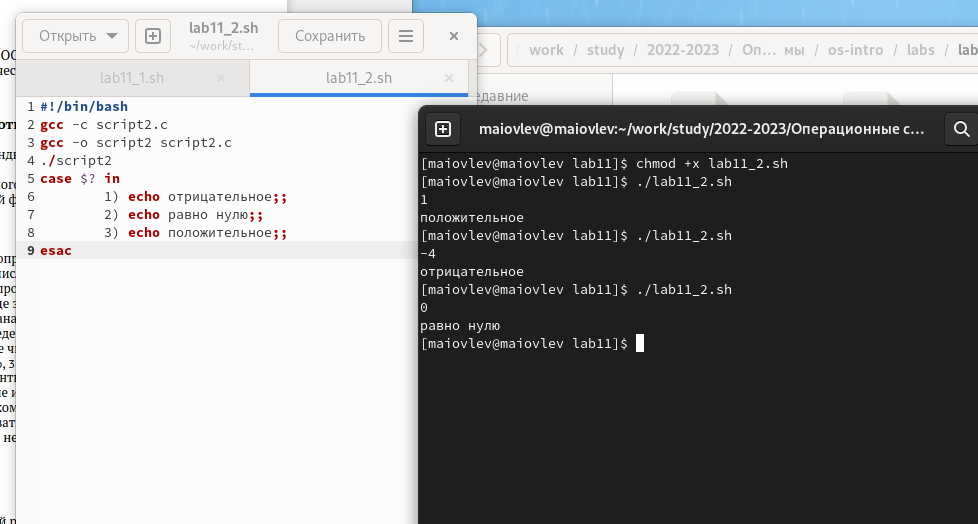 Открыть
lab11_2.sh
~/work/st...
Сохранить
lab11_1.sh
lab11_2.sh
1 #!/bin/bash
2 gcc -c script2.c
3 gcc -o script2 script2.c
4 ./script2
5 case $? in
6 1) echo отрицательное;;
7 2) echo равно нулю;;
8 3) echo положительное;;
9 esac
work / study / 2022-2023 / Оп... мы / os-intro / labs / lab
едавние
maiovlev@maiovlev:~/work/study/2022-2023/Операционные с...
[maiovlev@maiovlev lab11]$ chmod +x lab11_2.sh
[maiovlev@maiovlev lab11]$ ./lab11_2.sh
1
положительное
[maiovlev@maiovlev lab11]$ ./lab11_2.sh
-4
отрицательное
[maiovlev@maiovlev lab11]$ ./lab11_2.sh
0
равно нулю
[maiovlev@maiovlev lab11]$